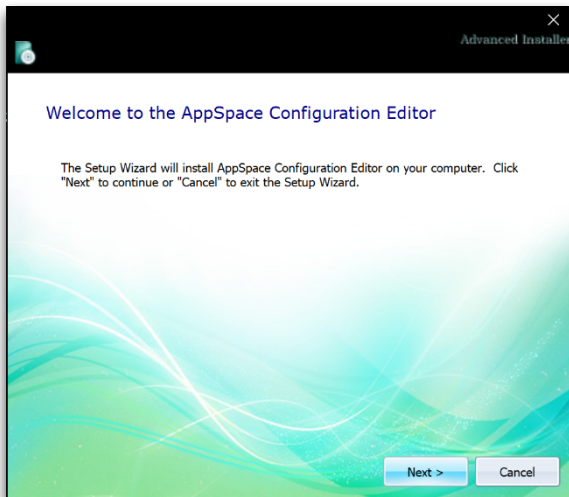 Advanced Installer
Welcome to the AppSpace Configuration Editor
The Setup Wizard will install AppSpace Configuration Editor on your computer. Click
"Next" to continue or "Cancel" to exit the Setup Wizard.
Next >
Cancel